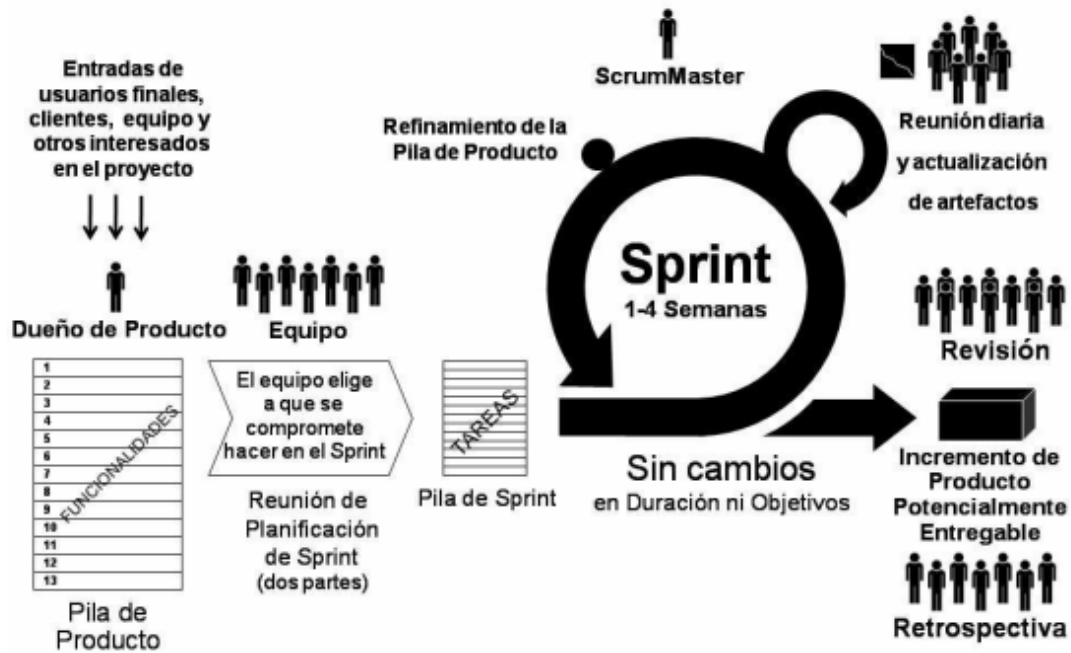 Entradas de
usuarios finales,
clientes, equipo y
otros interesados
en el proyecto
Dueño de Producto
1
2
3
4
5
6
7
8
9
10
11
12
13
FUNCIONALIDADES
Pila de
Producto
Equipo
El equipo elige
a que se
compromete
hacer en el Sprint
Reunión de
Planificación
de Sprint
(dos partes)
TAREAS
Pila de Sprint
ScrumMaster
Refinamiento de la
Pila de Producto
Sprint
1-4 Semanas
Sin cambios
en Duración ni Objetivos
Reunión diaria
y actualización
de artefactos
Revisión
Incremento de
Producto
Potencialmente
Entregable
Retrospectiva